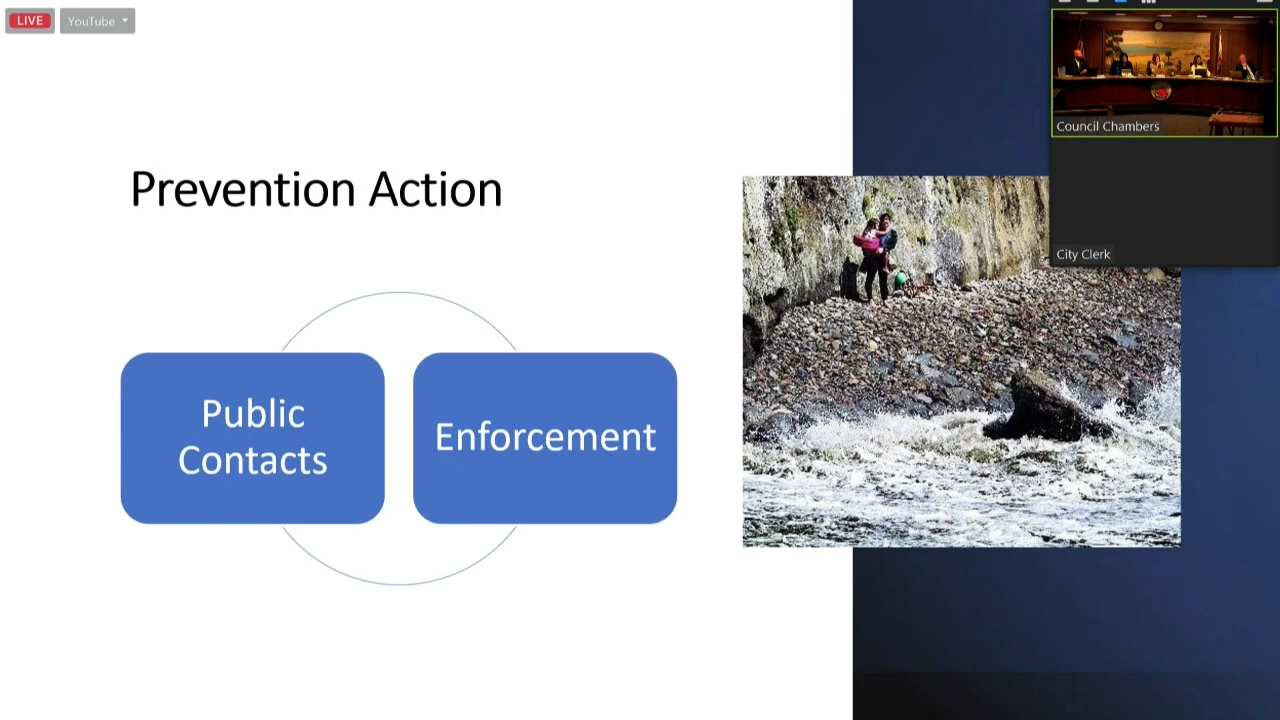 LIVE
YouTube
Council Chambers
City Clerk
Prevention Action
Public
Contacts
Enforcement